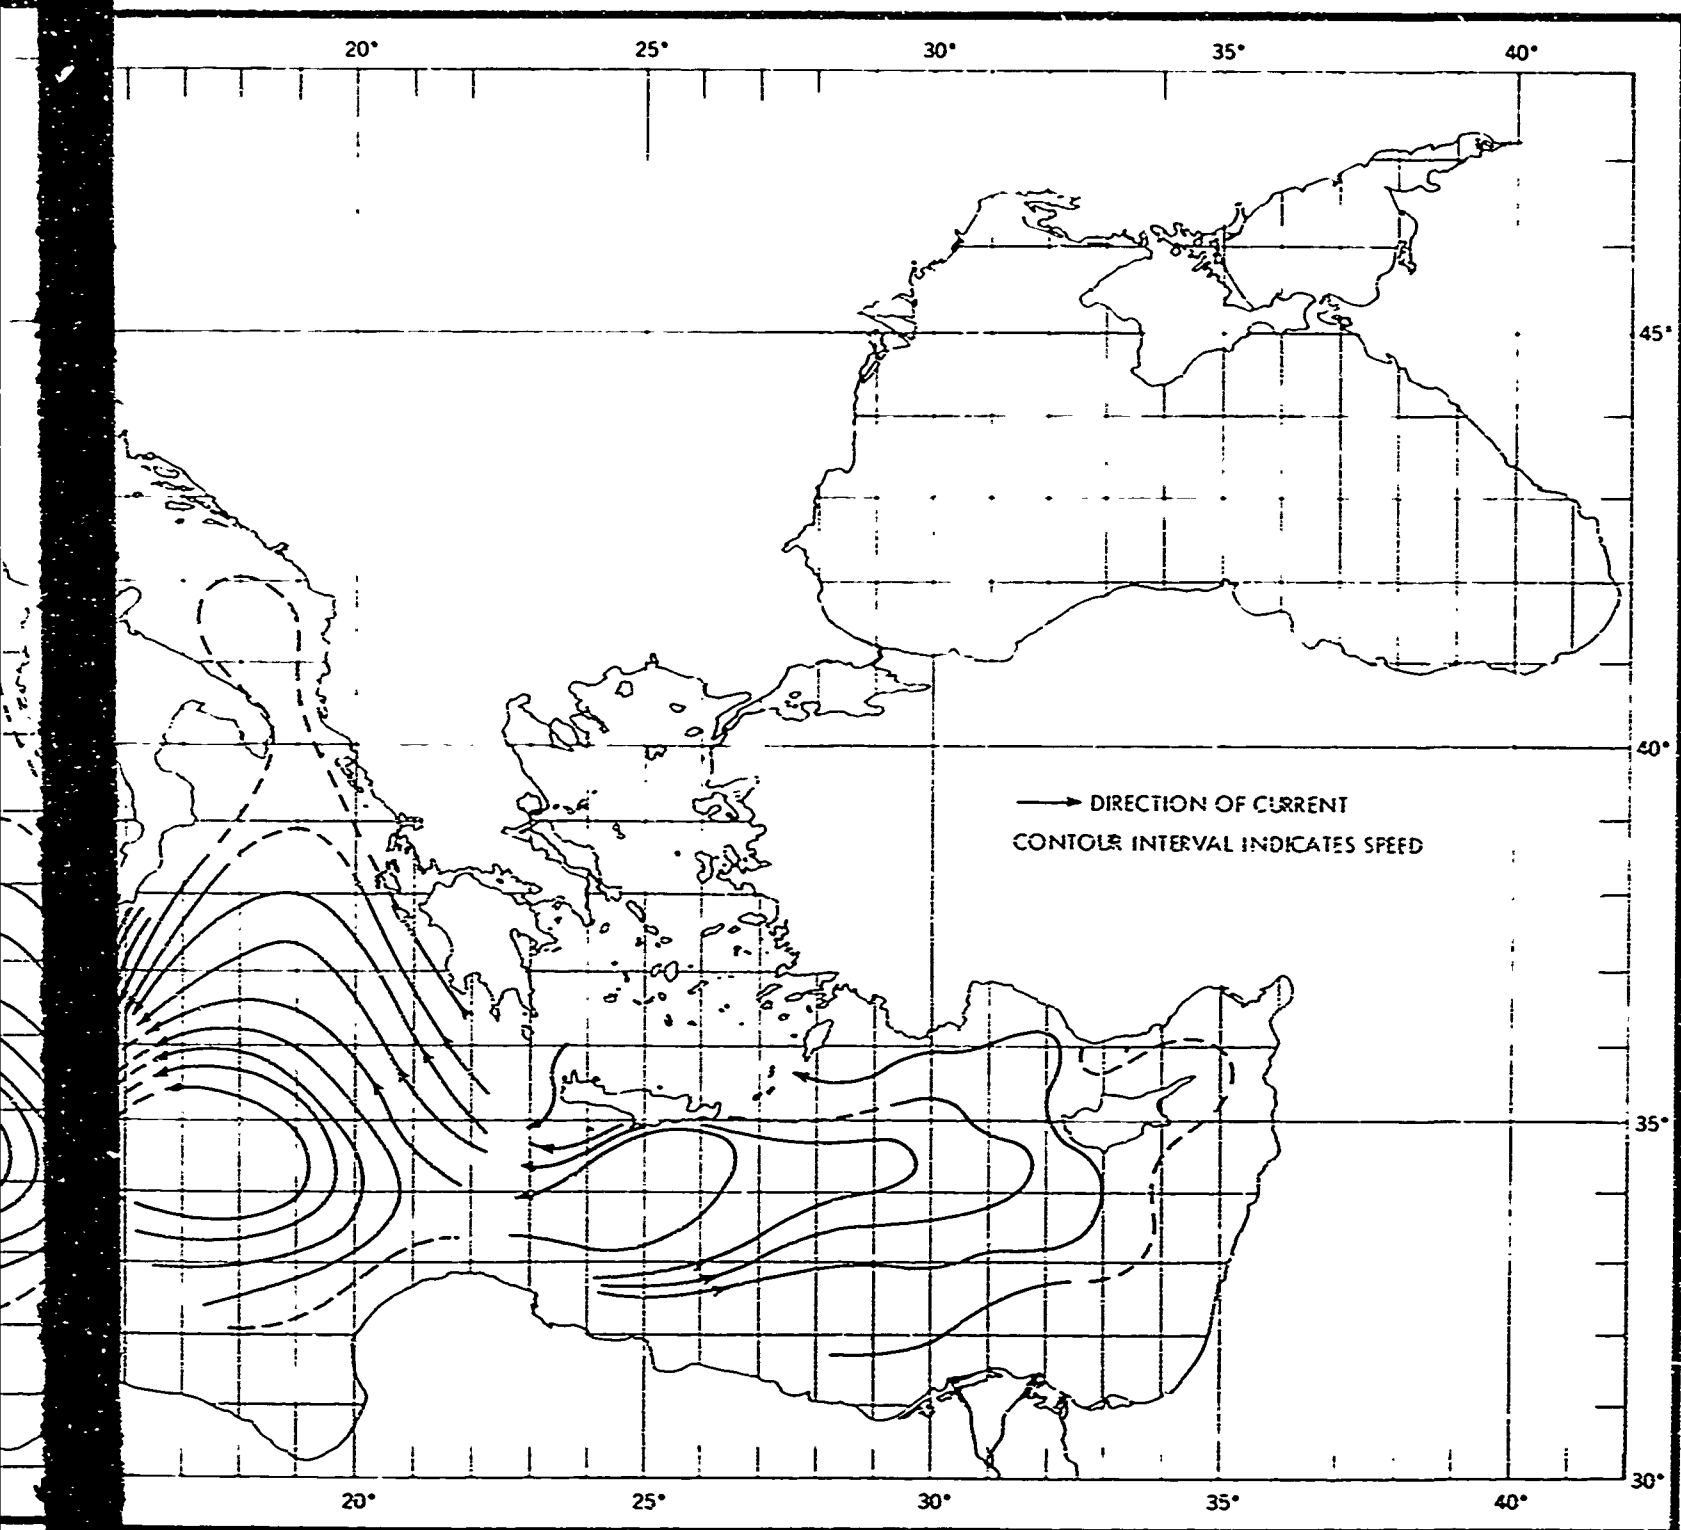 20° 25° 30° 35° 40°
45°
40°
→ DIRECTION OF CURRENT
CONTOUR INTERVAL INDICATES SPEED
35°
30°
20° 25° 30° 35° 40°